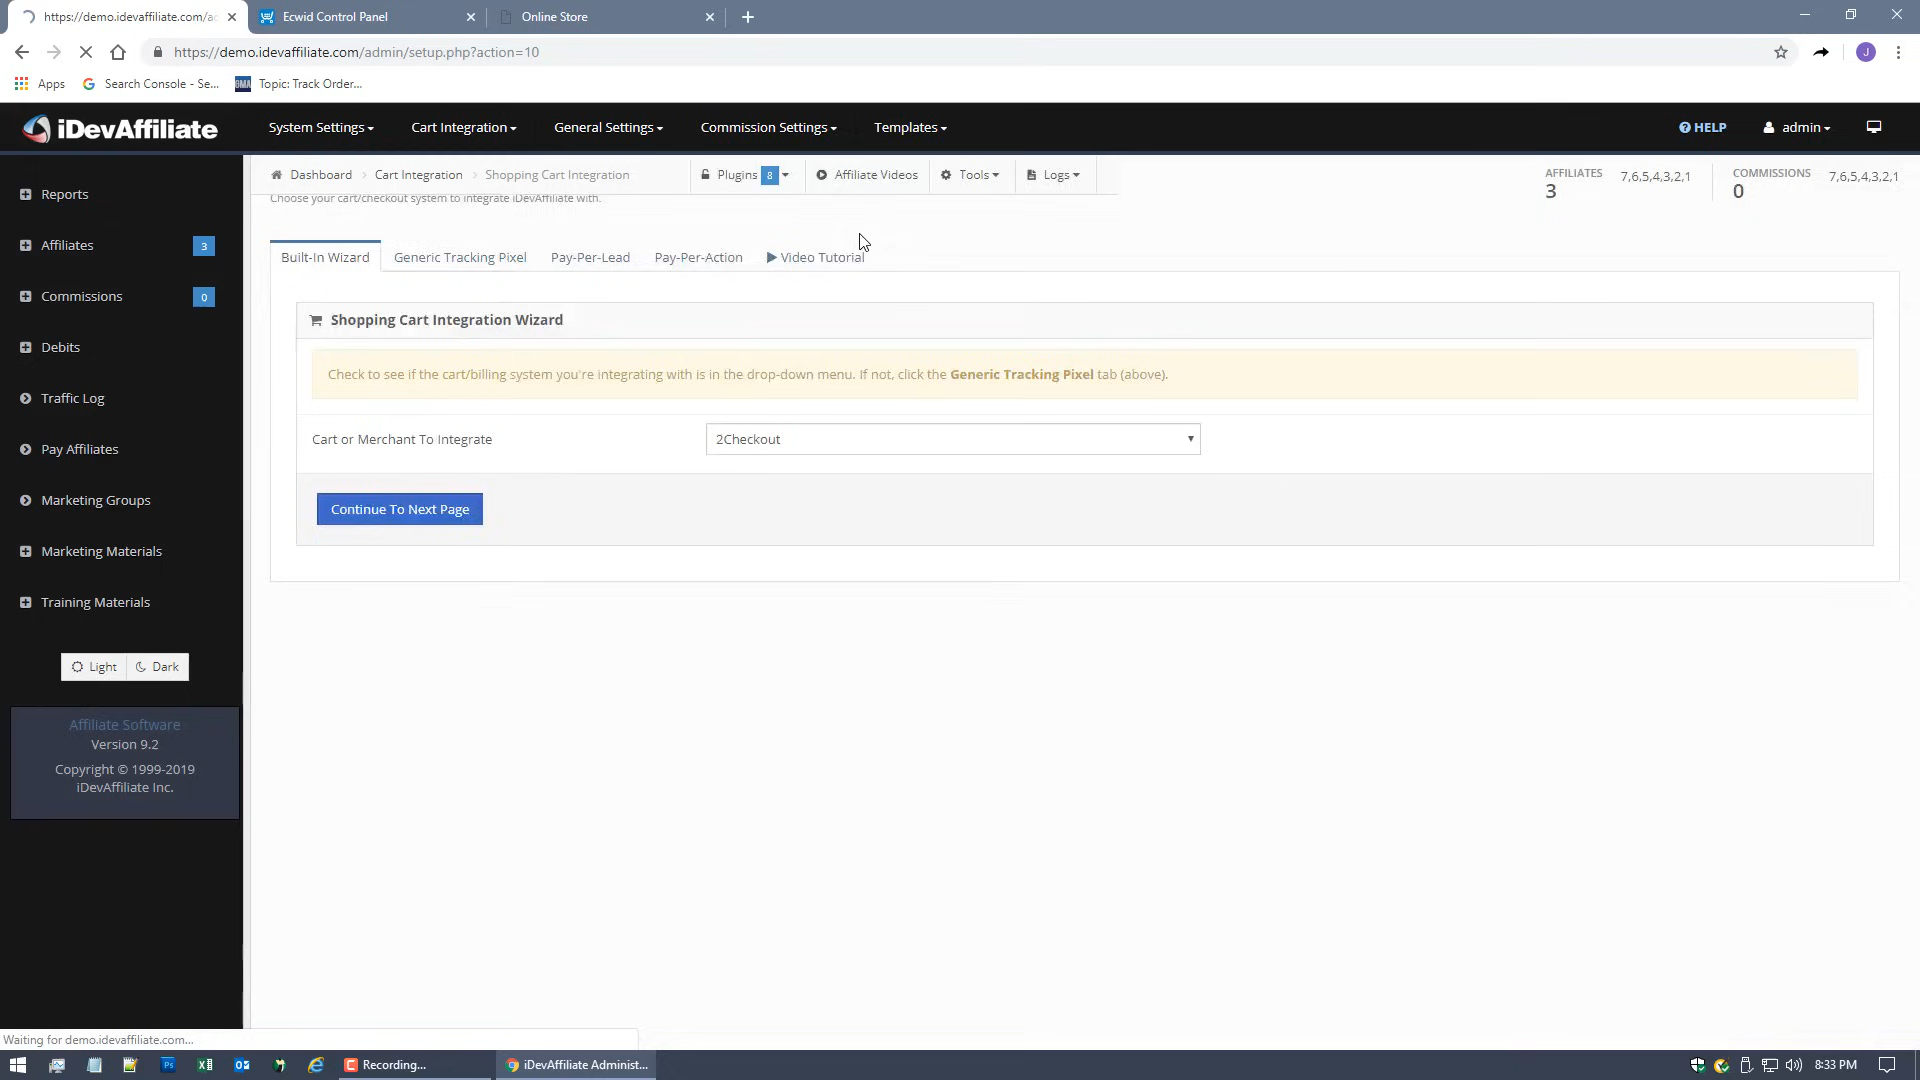 https://demo.idevaffiliate.com/ac
Ecwid Control Panel
Online Store
https://demo.idevaffiliate.com/admin/setup.php?action=10
J
Apps
Search Console - Se...
Topic: Track Order...
iDevAffiliate
System Settings
Cart Integration
General Settings
Commission Settings
Templates
HELP
admin
Dashboard
Cart Integration
Shopping Cart Integration
Plugins 8
Affiliate Videos
Tools
Logs
AFFILIATES
3
7,6,5,4,3,2,1
COMMISSIONS
0
7,6,5,4,3,2,1
Choose your cart/checkout system to integrate iDevAffiliate with.
Reports
Affiliates 3
Commissions 0
Debits
Traffic Log
Pay Affiliates
Marketing Groups
Marketing Materials
Training Materials
Light
Dark
Affiliate Software
Version 9.2
Copyright © 1999-2019
iDevAffiliate Inc.
Built-In Wizard
Generic Tracking Pixel
Pay-Per-Lead
Pay-Per-Action
Video Tutorial
Shopping Cart Integration Wizard
Check to see if the cart/billing system you're integrating with is in the drop-down menu. If not, click the Generic Tracking Pixel tab (above).
Cart or Merchant To Integrate
2Checkout
Continue To Next Page
Waiting for demo.idevaffiliate.com...
Recording...
iDevAffiliate Administ...
8:33 PM